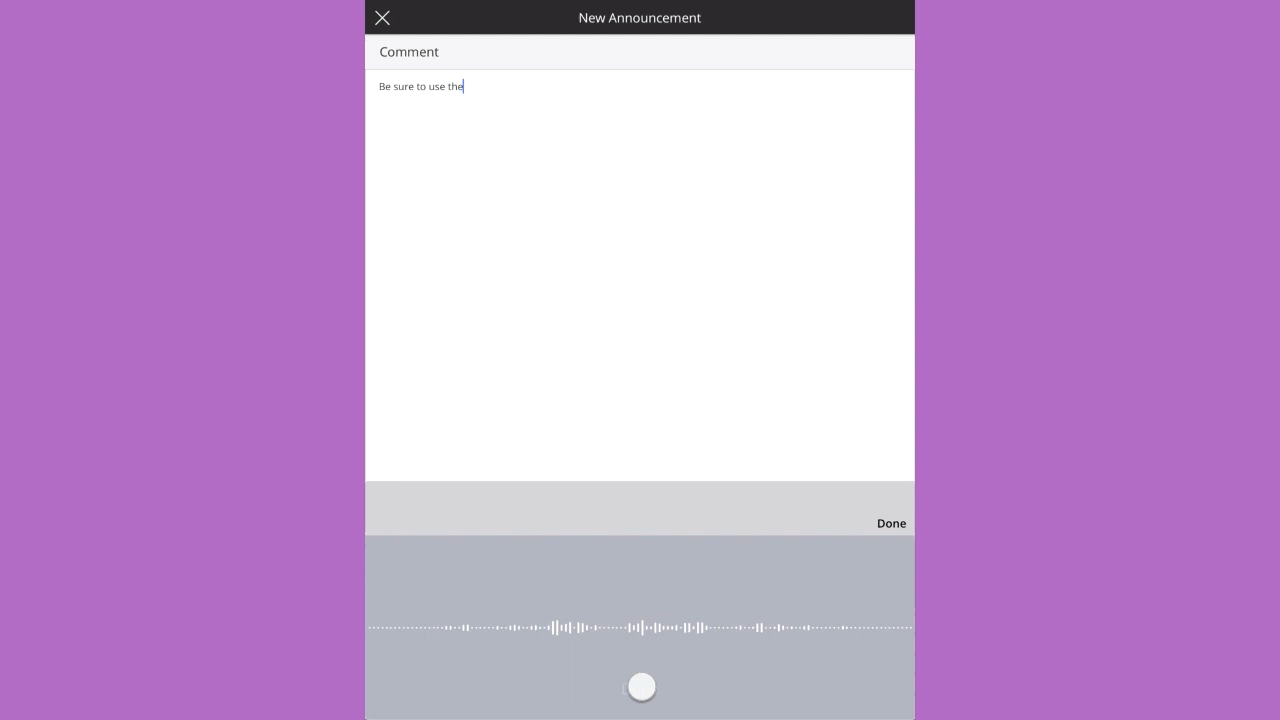 New Announcement
Comment
Be sure to use the
Done